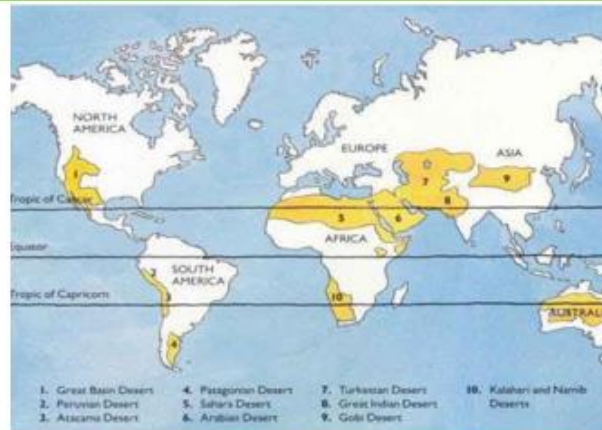 NORTH
AMERICA
EUROPE
ASIA
1
7
9
8
Tropic of Cancer
5
6
AFRICA
Equator
2
SOUTH
AMERICA
3
10
Tropic of Capricorn
AUSTRAL
4
1. Great Basin Desert
2. Peruvian Desert
3. Atacama Desert
4. Patagonian Desert
5. Sahara Desert
6. Arabian Desert
7. Turkestan Desert
8. Great Indian Desert
9. Gobi Desert
10. Kalahari and Namib
Deserts